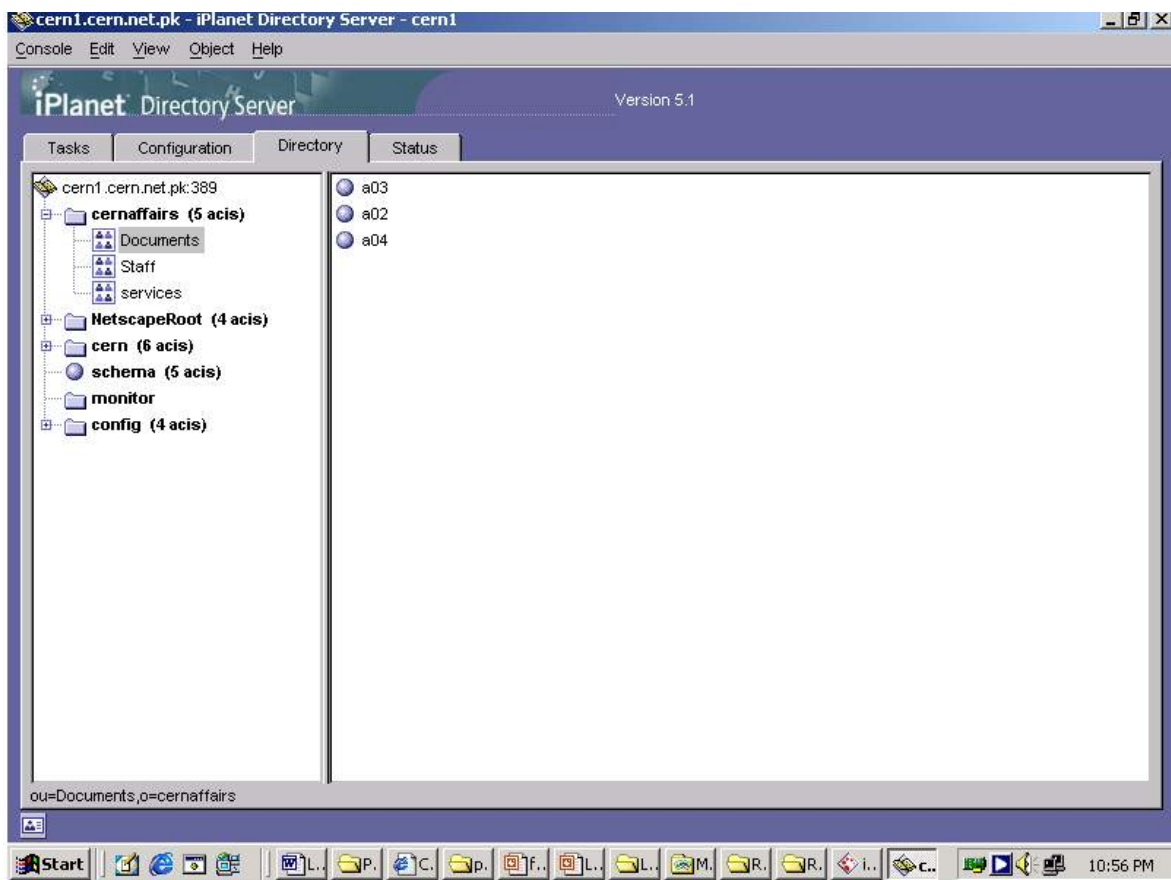 cern1.cern.net.pk - iPlanet Directory Server - cern1
Console Edit View Object Help
iPlanet Directory Server
Version 5.1
Tasks Configuration Directory Status
cern1.cern.net.pk:389
cernaffairs (5 acis)
Documents
Staff
services
NetscapeRoot (4 acis)
cern (6 acis)
schema (5 acis)
monitor
config (4 acis)
a03
a02
a04
ou=Documents,o=cernaffairs
Start L... P... C... p... f... L... L... M... R... R... i... c... 10:56 PM